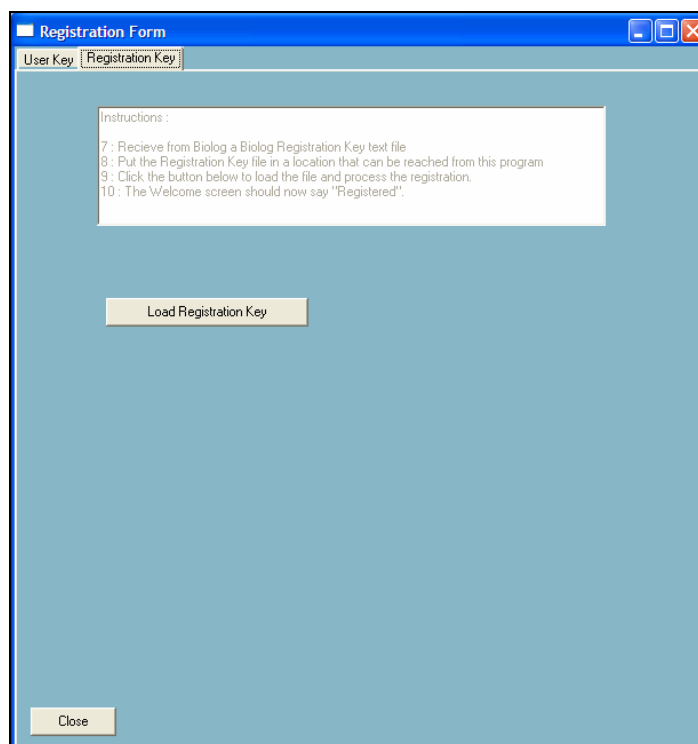 Registration Form
User Key
Registration Key
Instructions :
7 : Recieve from Biolog a Biolog Registration Key text file
8 : Put the Registration Key file in a location that can be reached from this program
9 : Click the button below to load the file and process the registration.
10 : The Welcome screen should now say "Registered".
Load Registration Key
Close